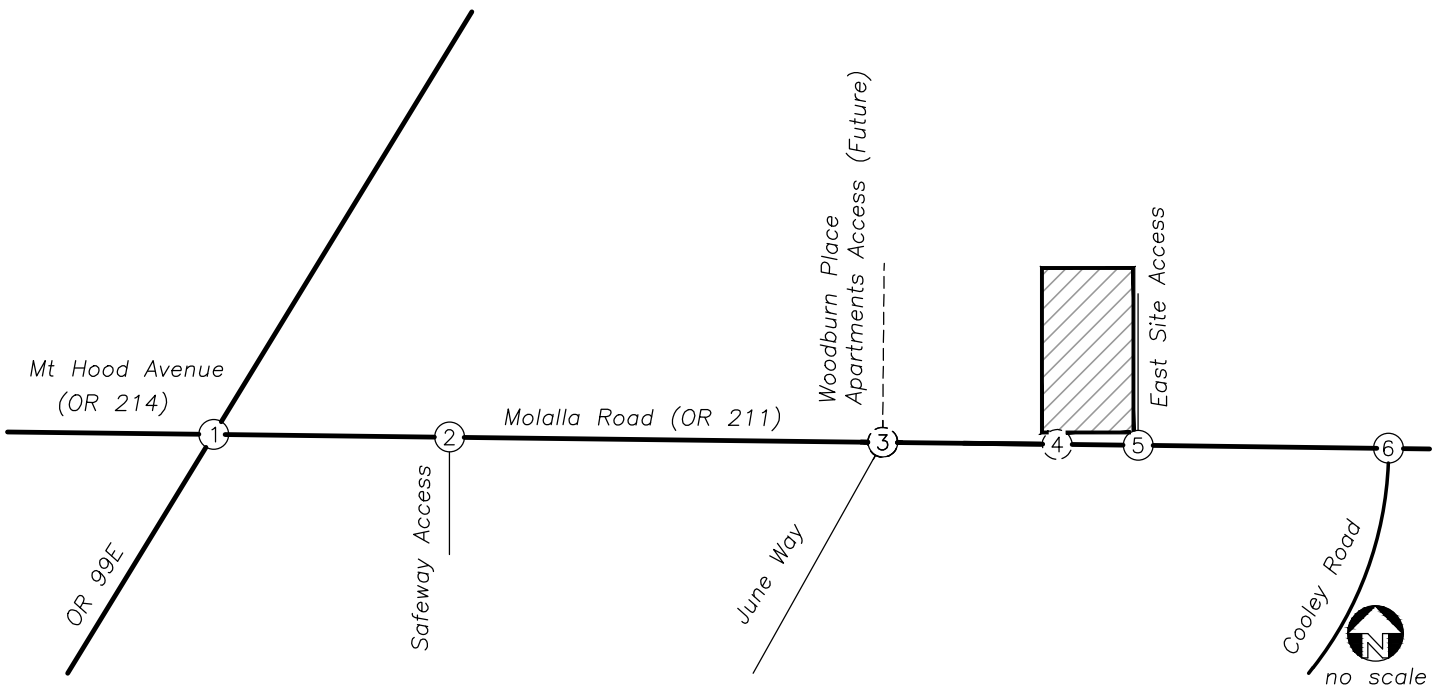 Mt Hood Avenue
(OR 214)
1
OR 99E
2
Safeway Access
Molalla Road (OR 211)
Woodburn Place
Apartments Access (Future)
3
June Way
4
5
East Site Access
6
Cooley Road
N
no scale